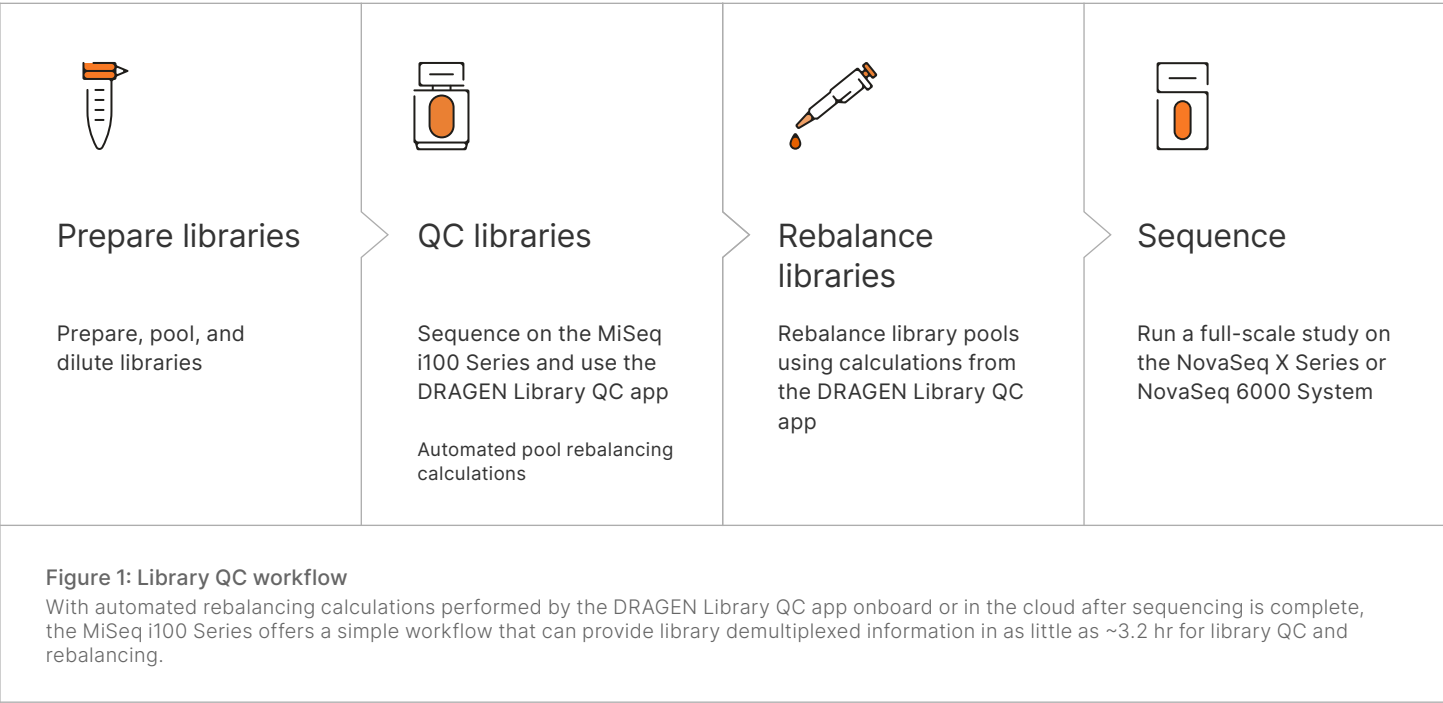 Prepare libraries
Prepare, pool, and
dilute libraries
QC libraries
Sequence on the MiSeq
i100 Series and use the
DRAGEN Library QC app
Automated pool rebalancing
calculations
Rebalance
libraries
Rebalance library pools
using calculations from
the DRAGEN Library QC
app
Sequence
Run a full-scale study on
the NovaSeq X Series or
NovaSeq 6000 System
Figure 1: Library QC workflow
With automated rebalancing calculations performed by the DRAGEN Library QC app onboard or in the cloud after sequencing is complete,
the MiSeq i100 Series offers a simple workflow that can provide library demultiplexed information in as little as ~3.2 hr for library QC and
rebalancing.